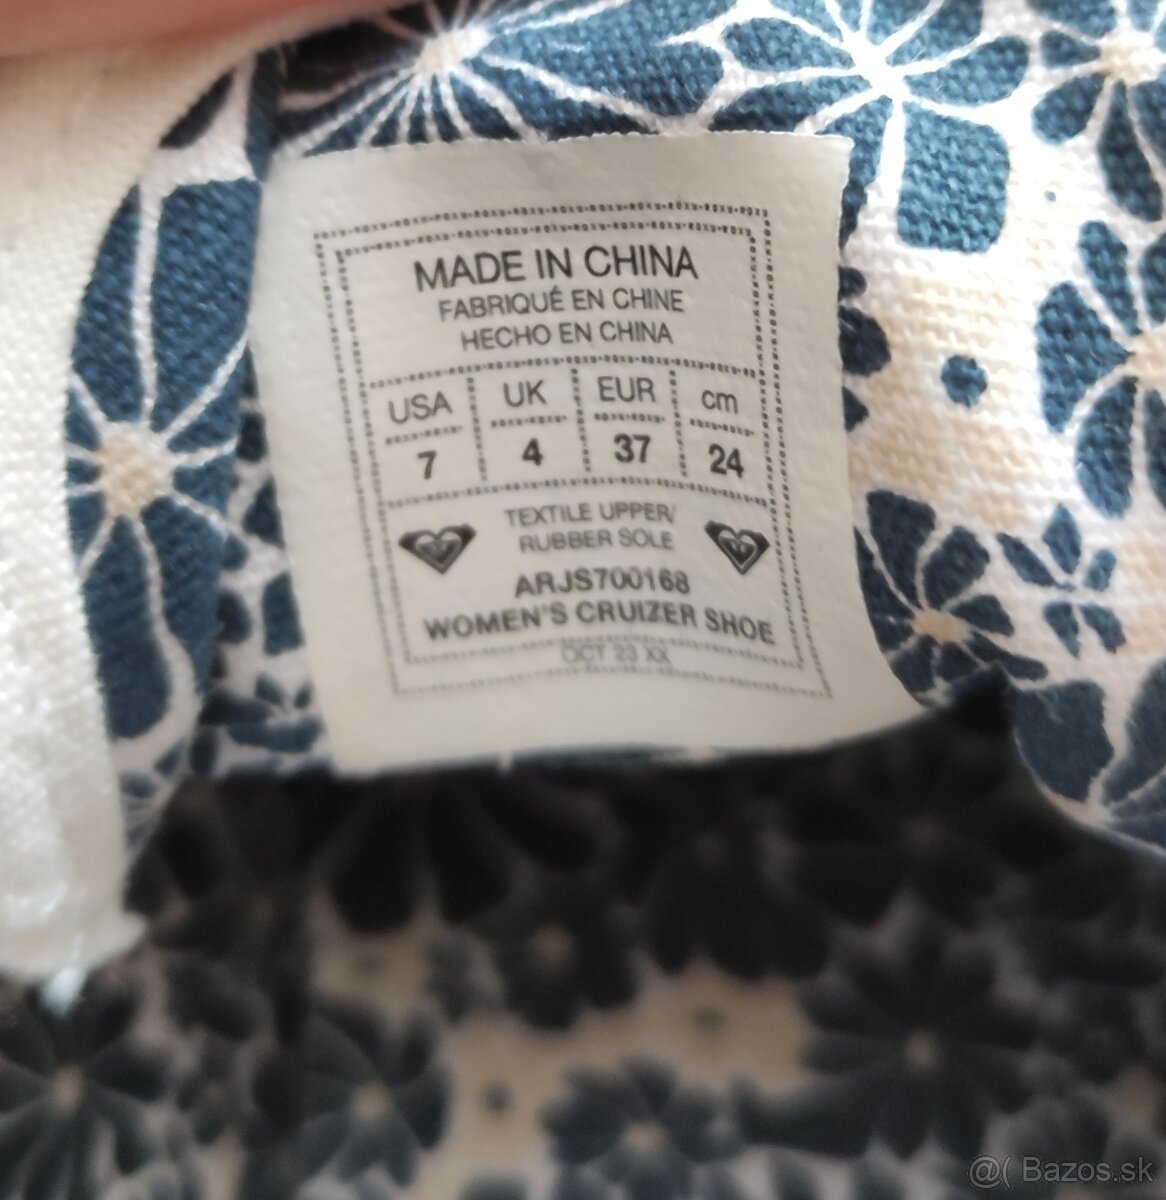 MADE IN CHINA
FABRIQUÉ EN CHINE
HECHO EN CHINA
USA UK EUR cm
7 4 37 24
TEXTILE UPPER/
RUBBER SOLE
ARJS700168
WOMEN'S CRUIZER SHOE
OCT 23 XX
@( Bazos.sk